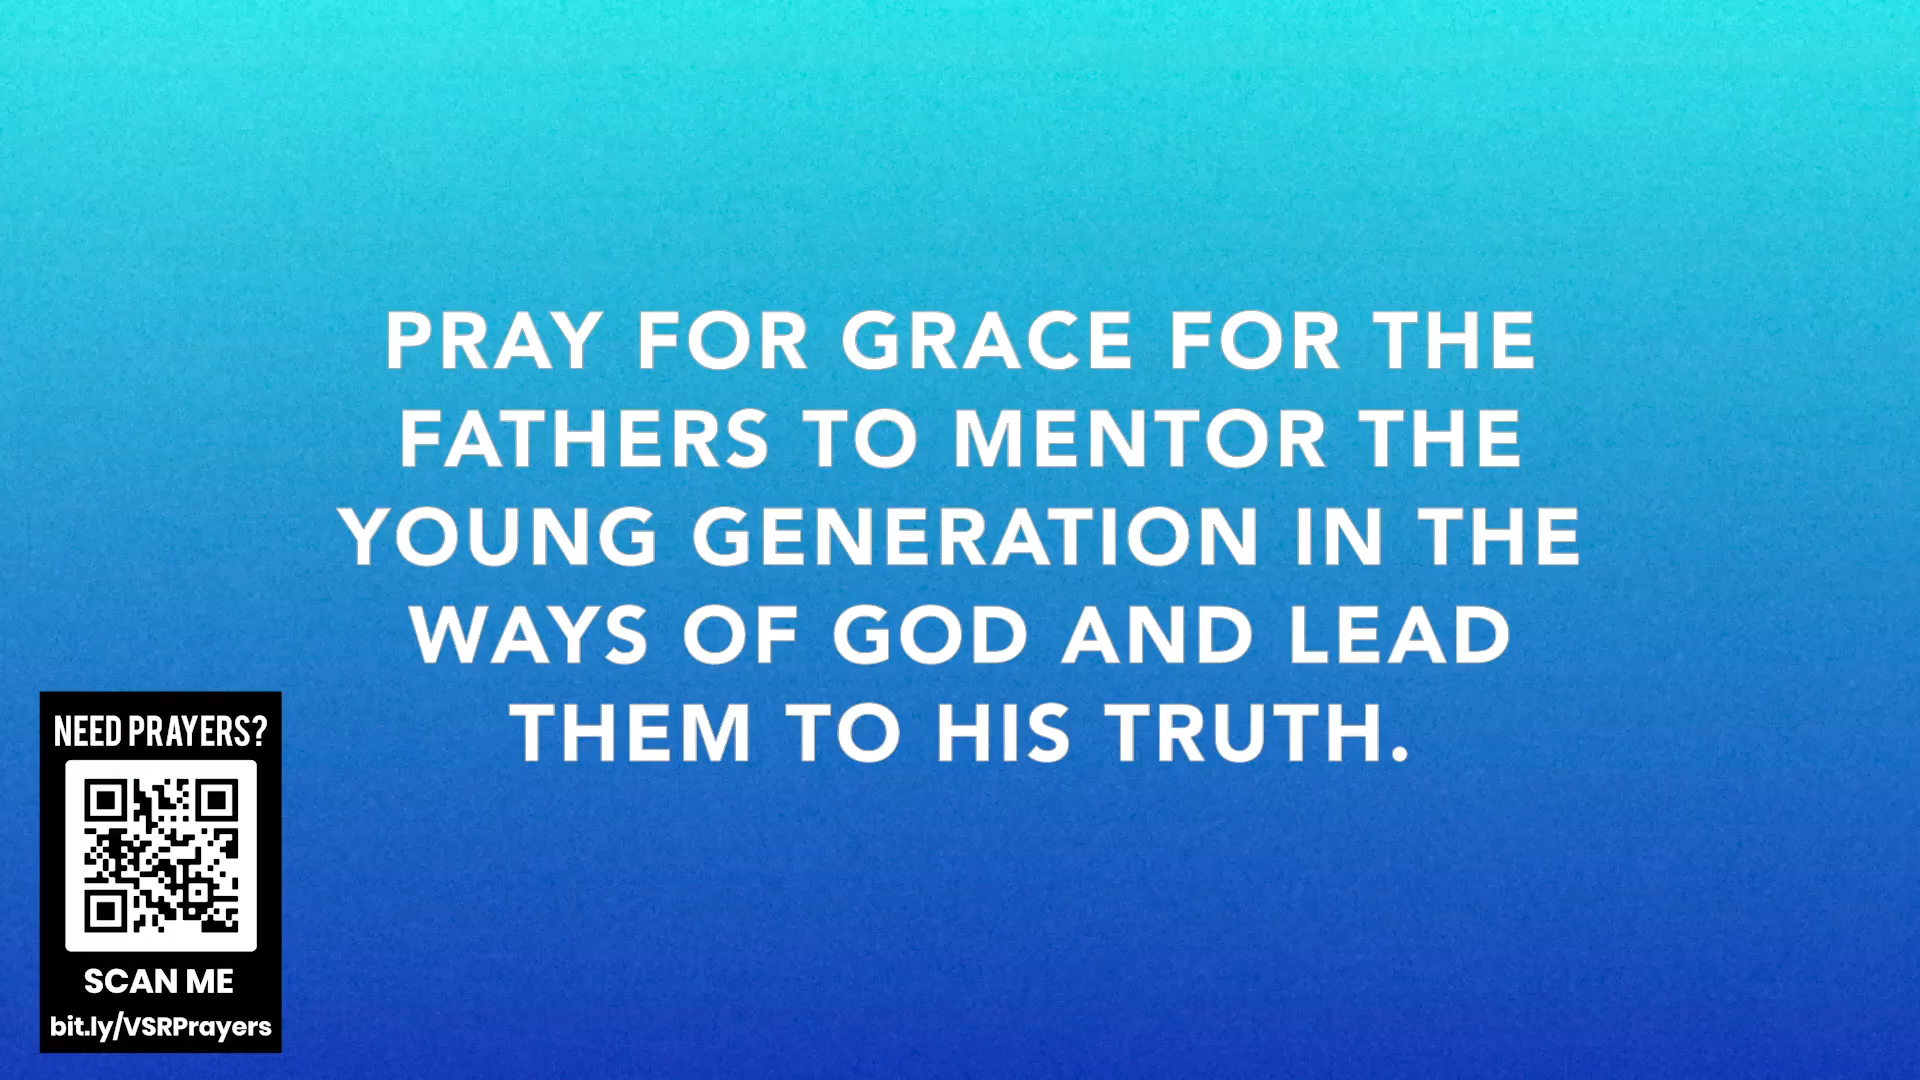 PRAY FOR GRACE FOR THE
FATHERS TO MENTOR THE
YOUNG GENERATION IN THE
WAYS OF GOD AND LEAD
THEM TO HIS TRUTH.
NEED PRAYERS?
SCAN ME
bit.ly/VSRPrayers